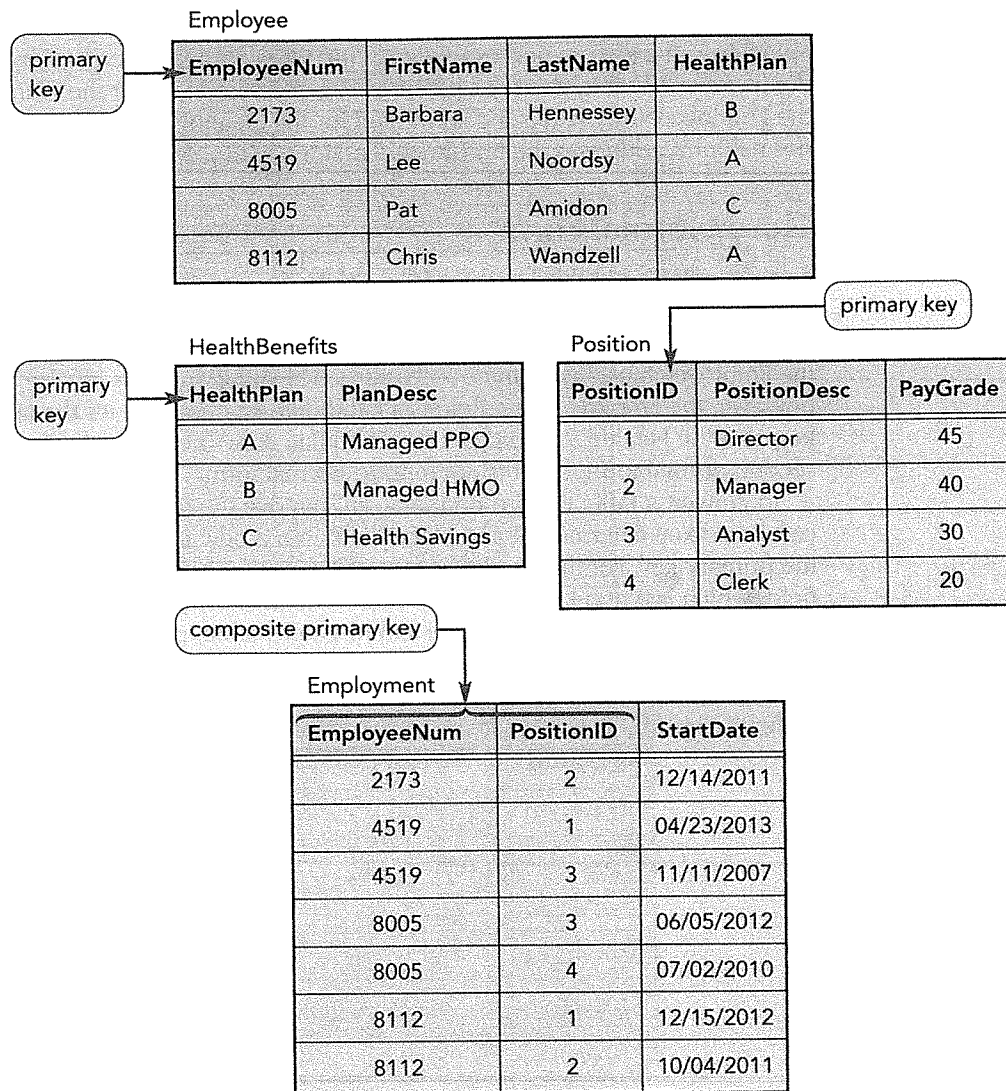 Employee
primary key
EmployeeNum FirstName LastName HealthPlan
2173 Barbara Hennessey B
4519 Lee Noordsy A
8005 Pat Amidon C
8112 Chris Wandzell A
primary key
HealthBenefits
primary key
HealthPlan PlanDesc
A Managed PPO
B Managed HMO
C Health Savings
Position
PositionID PositionDesc PayGrade
1 Director 45
2 Manager 40
3 Analyst 30
4 Clerk 20
composite primary key
Employment
EmployeeNum PositionID StartDate
2173 2 12/14/2011
4519 1 04/23/2013
4519 3 11/11/2007
8005 3 06/05/2012
8005 4 07/02/2010
8112 1 12/15/2012
8112 2 10/04/2011